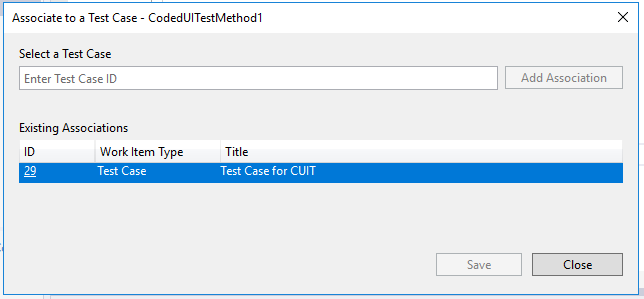 Associate to a Test Case - CodedUITestMethod1
Select a Test Case
Enter Test Case ID
Add Association
Existing Associations
ID Work Item Type Title
29 Test Case Test Case for CUIT
Save Close